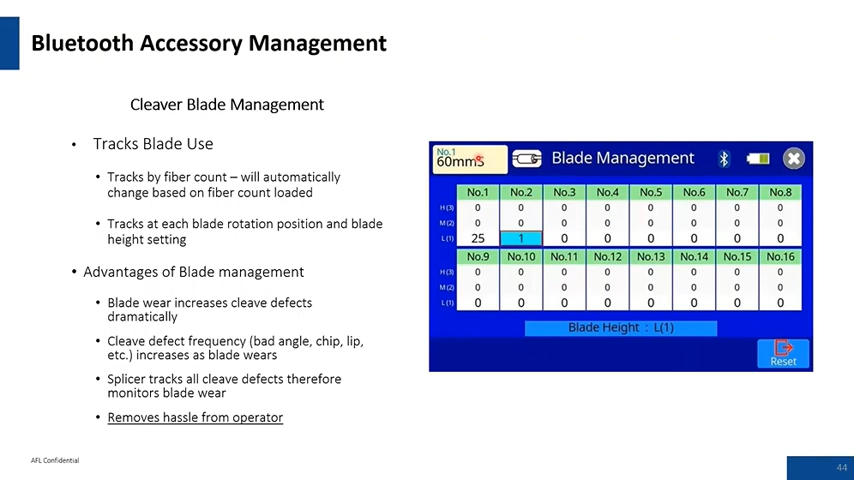 Bluetooth Accessory Management
Cleaver Blade Management
• Tracks Blade Use
• Tracks by fiber count – will automatically
change based on fiber count loaded
• Tracks at each blade rotation position and blade
height setting
• Advantages of Blade management
• Blade wear increases cleave defects
dramatically
• Cleave defect frequency (bad angle, chip, lip,
etc.) increases as blade wears
• Splicer tracks all cleave defects therefore
monitors blade wear
• Removes hassle from operator
No.1
60mmS
Blade Management
No.1 No.2 No.3 No.4 No.5 No.6 No.7 No.8
H(3) 0 0 0 0 0 0 0 0
M(2) 0 0 0 0 0 0 0 0
L(1) 25 1 0 0 0 0 0 0
No.9 No.10 No.11 No.12 No.13 No.14 No.15 No.16
H(3) 0 0 0 0 0 0 0 0
M(2) 0 0 0 0 0 0 0 0
L(1) 0 0 0 0 0 0 0 0
Blade Height : L(1)
Reset
AFL Confidential
44